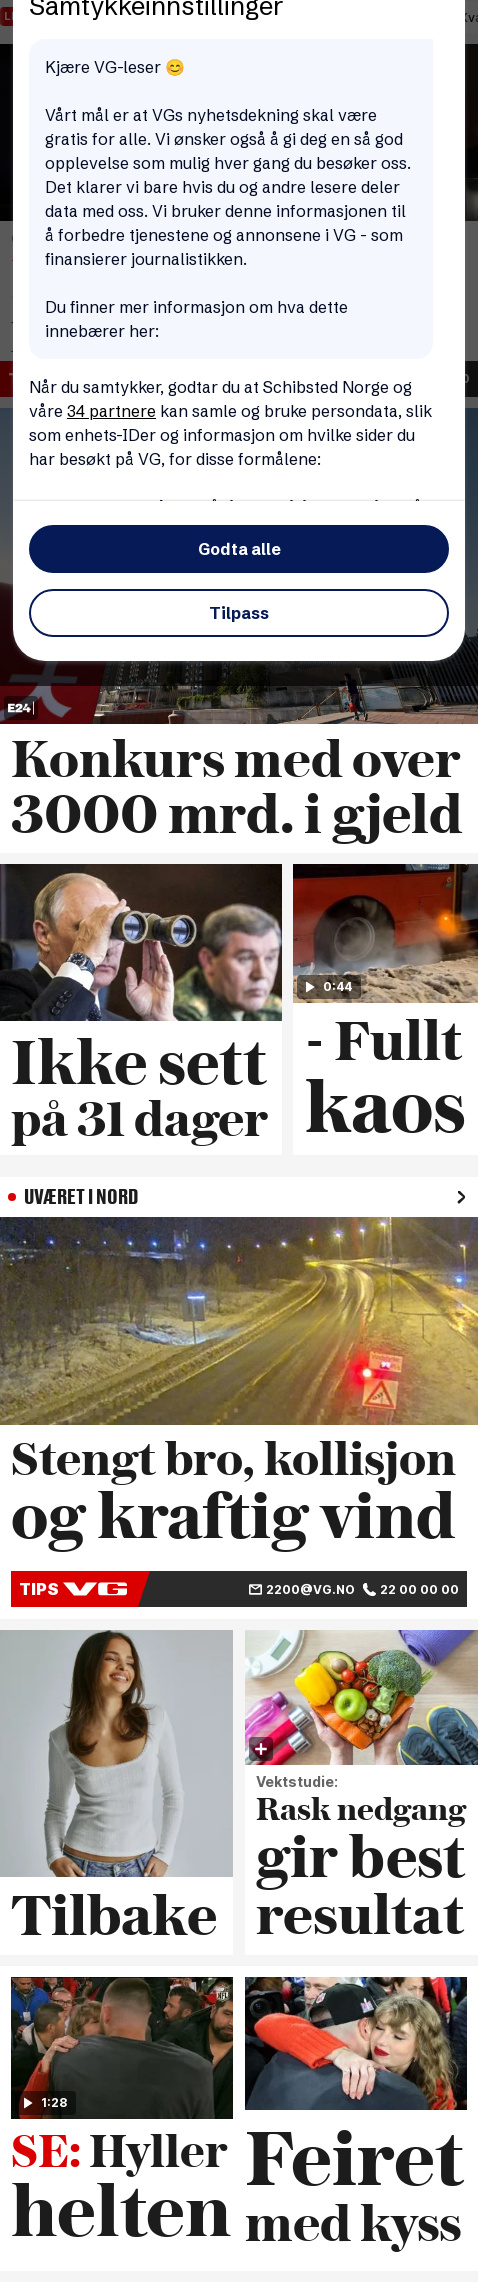 Samtykkeinnstillinger
Kjære VG-leser 😊
Vårt mål er at VGs nyhetsdekning skal være
gratis for alle. Vi ønsker også å gi deg en så god
opplevelse som mulig hver gang du besøker oss.
Det klarer vi bare hvis du og andre lesere deler
data med oss. Vi bruker denne informasjonen til
å forbedre tjenestene og annonsene i VG - som
finansierer journalistikken.
Du finner mer informasjon om hva dette
innebærer her:
Når du samtykker, godtar du at Schibsted Norge og
våre 34 partnere kan samle og bruke persondata, slik
som enhets-IDer og informasjon om hvilke sider du
har besøkt på VG, for disse formålene:
Godta alle
Tilpass
E24
Konkurs med over
3000 mrd. i gjeld
0:44
Ikke sett
på 31 dager
- Fullt
kaos
UVÆRET I NORD
Stengt bro, kollisjon
og kraftig vind
TIPS VG 2200@VG.NO 22 00 00 00
Tilbake
Vektstudie:
Rask nedgang
gir best
resultat
NFL
1:28
SE: Hyller
helten
Feiret
med kyss